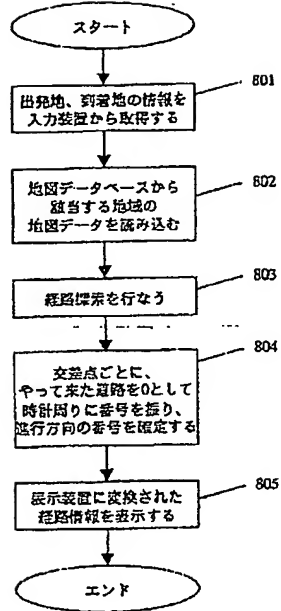 スタート
801
出発地、到着地の情報を
入力装置から取得する
802
地図データベースから
該当する地域の
地図データを読み込む
803
経路探索を行なう
804
交差点ごとに、
やって来た道路を0として
時計周りに番号を振り、
進行方向の番号を確定する
805
表示装置に変換された
経路情報を表示する
エンド